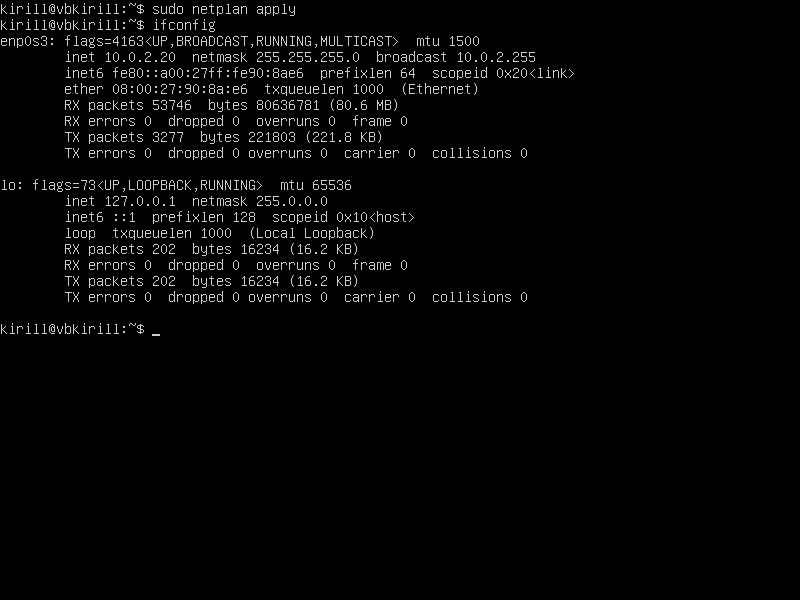 kirill@vbkirill:~$ sudo netplan apply
kirill@vbkirill:~$ ifconfig
enp0s3: flags=4163<UP,BROADCAST,RUNNING,MULTICAST>  mtu 1500
        inet 10.0.2.20  netmask 255.255.255.0  broadcast 10.0.2.255
        inet6 fe80::a00:27ff:fe90:8ae6  prefixlen 64  scopeid 0x20<link>
        ether 08:00:27:90:8a:e6  txqueuelen 1000  (Ethernet)
        RX packets 53746  bytes 80636781 (80.6 MB)
        RX errors 0  dropped 0  overruns 0  frame 0
        TX packets 3277  bytes 221803 (221.8 KB)
        TX errors 0  dropped 0 overruns 0  carrier 0  collisions 0

lo: flags=73<UP,LOOPBACK,RUNNING>  mtu 65536
        inet 127.0.0.1  netmask 255.0.0.0
        inet6 ::1  prefixlen 128  scopeid 0x10<host>
        loop  txqueuelen 1000  (Local Loopback)
        RX packets 202  bytes 16234 (16.2 KB)
        RX errors 0  dropped 0  overruns 0  frame 0
        TX packets 202  bytes 16234 (16.2 KB)
        TX errors 0  dropped 0 overruns 0  carrier 0  collisions 0

kirill@vbkirill:~$ _